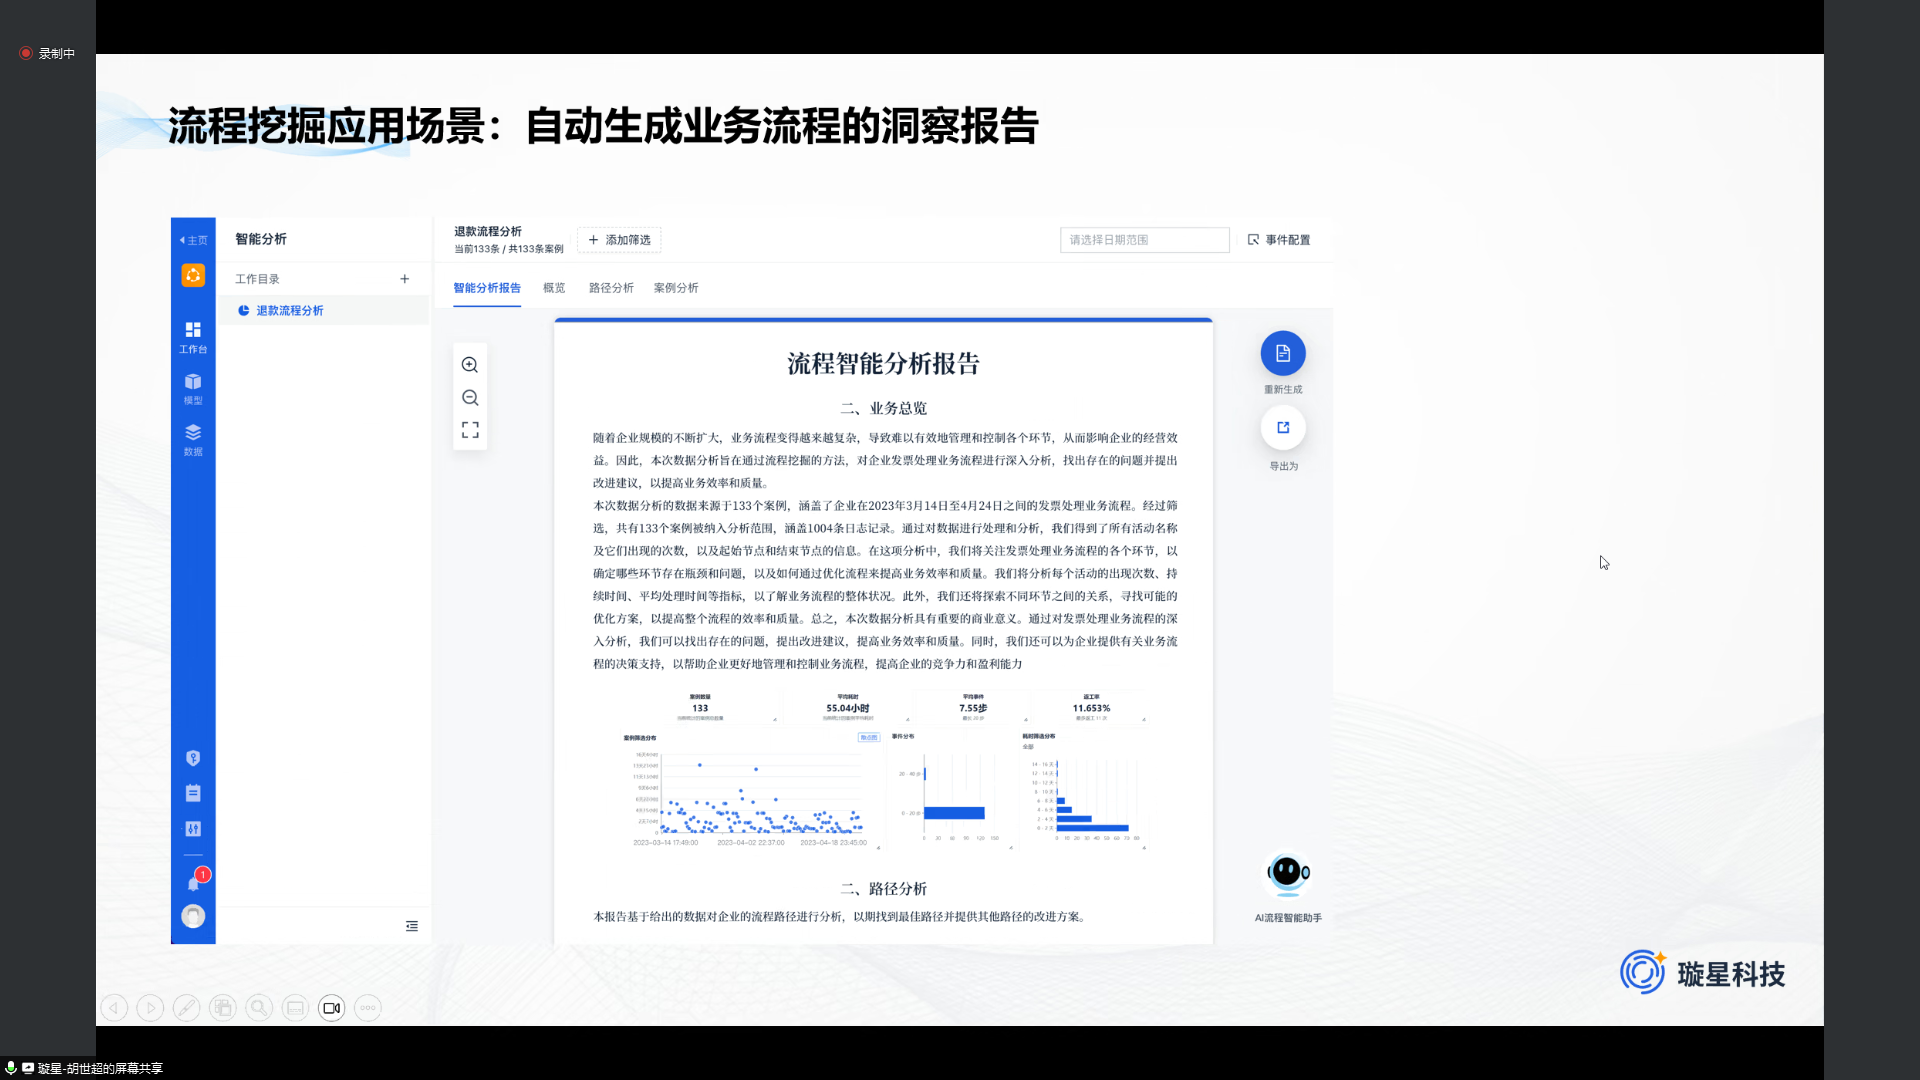 录制中
流程挖掘应用场景：自动生成业务流程的洞察报告
主页
智能分析
工作目录
退款流程分析
工作台
模型
数据
1
退款流程分析
当前133条 / 共133条案例
添加筛选
请选择日期范围
事件配置
智能分析报告 概览 路径分析 案例分析
流程智能分析报告
二、业务总览
随着企业规模的不断扩大，业务流程变得越来越复杂，导致难以有效地管理和控制各个环节，从而影响企业的经营效
益。因此，本次数据分析旨在通过流程挖掘的方法，对企业发票处理业务流程进行深入分析，找出存在的问题并提出
改进建议，以提高业务效率和质量。
本次数据分析的数据来源于133个案例，涵盖了企业在2023年3月14日至4月24日之间的发票处理业务流程。经过筛
选，共有133个案例被纳入分析范围，涵盖1004条日志记录。通过对数据进行处理和分析，我们得到了所有活动名称
及它们出现的次数，以及起始节点和结束节点的信息。在这项分析中，我们将关注发票处理业务流程的各个环节，以
确定哪些环节存在瓶颈和问题，以及如何通过优化流程来提高业务效率和质量。我们将分析每个活动的出现次数、持
续时间、平均处理时间等指标，以了解业务流程的整体状况。此外，我们还将探索不同环节之间的关系，寻找可能的
优化方案，以提高整个流程的效率和质量。总之，本次数据分析具有重要的商业意义。通过对发票处理业务流程的深
入分析，我们可以找出存在的问题，提出改进建议，提高业务效率和质量。同时，我们还可以为企业提供有关业务流
程的决策支持，以帮助企业更好地管理和控制业务流程，提高企业的竞争力和盈利能力
案例数量 平均耗时 平均事件 返工率
133 55.04小时 7.55步 11.653%
案例筛选分布
事件分布
耗时筛选分布
全部
2023-03-14 17:49:00 2023-04-02 22:37:00 2023-04-18 23:45:00
二、路径分析
本报告基于给出的数据对企业的流程路径进行分析，以期找到最佳路径并提供其他路径的改进方案。
重新生成
导出为
AI流程智能助手
璇星科技
璇星-胡世超的屏幕共享